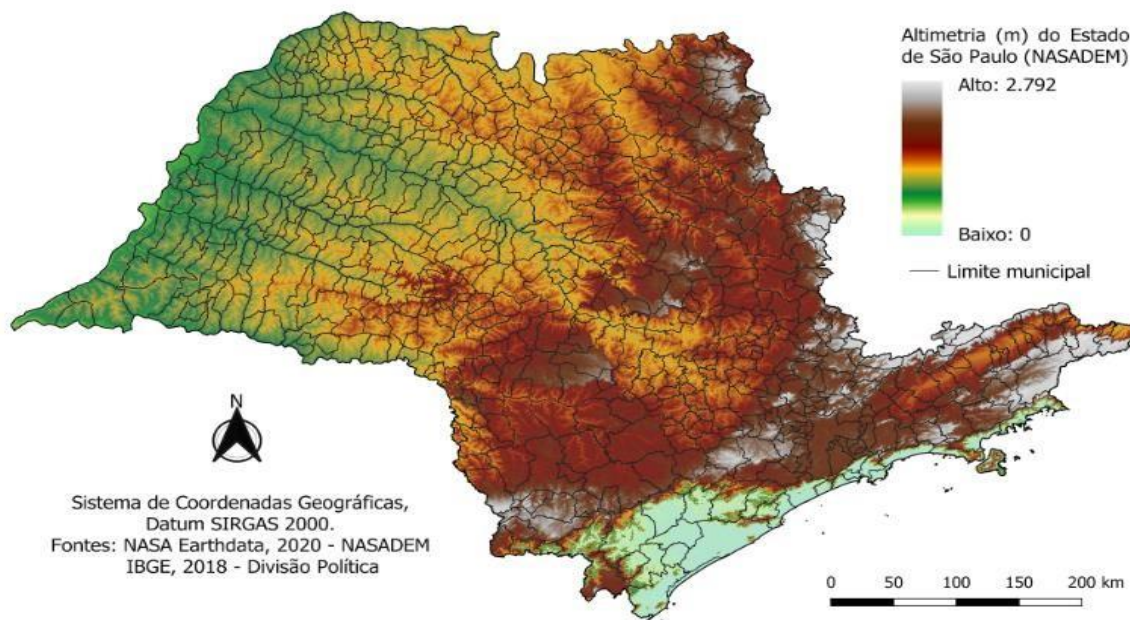 Altimetria (m) do Estado
de São Paulo (NASADEM)
Alto: 2.792
Baixo: 0
Limite municipal
N
Sistema de Coordenadas Geográficas,
Datum SIRGAS 2000.
Fontes: NASA Earthdata, 2020 - NASADEM
IBGE, 2018 - Divisão Política
0 50 100 150 200 km